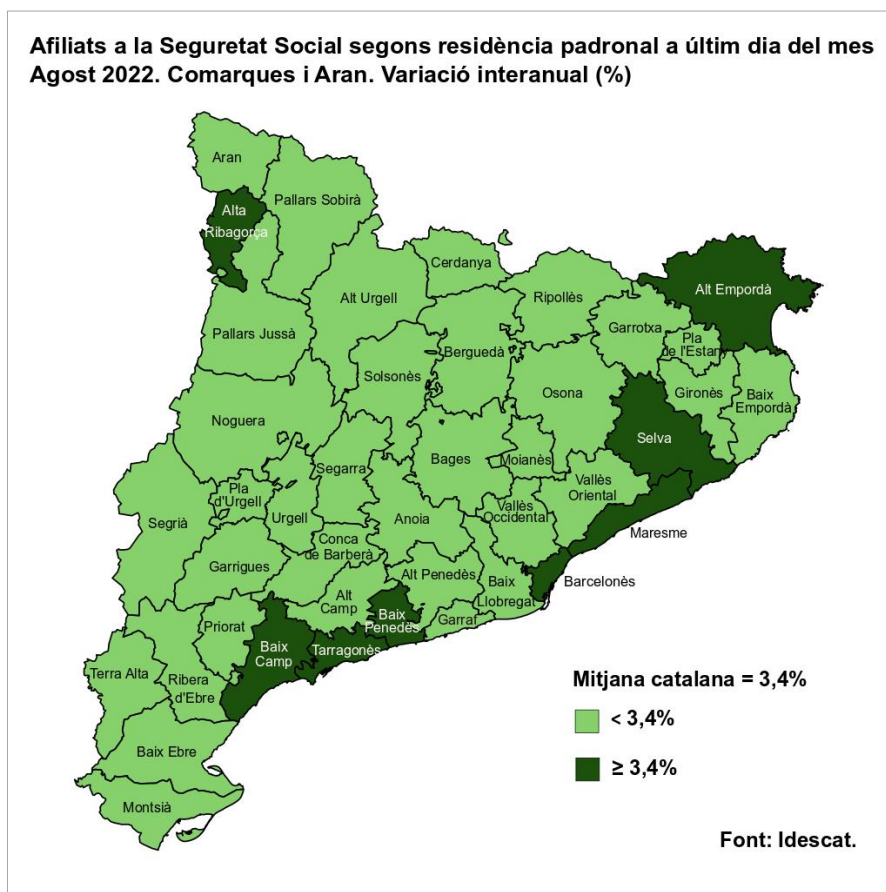 Afiliats a la Seguretat Social segons residència padronal a últim dia del mes
Agost 2022. Comarques i Aran. Variació interanual (%)
Aran
Pallars Sobirà
Alta
Ribagorça
Cerdanya
Alt Empordà
Alt Urgell
Ripollès
Garrotxa
Pallars Jussà
Pla
de l'Estany
Berguedà
Solsonès
Osona
Gironès
Baix
Empordà
Noguera
Selva
Segarra
Bages
Moianès
Vallès
Oriental
Pla
d'Urgell
Vallès
Occidental
Segrià
Urgell
Anoia
Maresme
Conca
de Barberà
Garrigues
Alt Penedès
Baix
Llobregat
Barcelonès
Alt
Camp
Baix
Penedès
Garraf
Priorat
Baix
Camp
Tarragonès
Terra Alta
Ribera
d'Ebre
Mitjana catalana = 3,4%
< 3,4%
Baix Ebre
≥ 3,4%
Montsià
Font: Idescat.